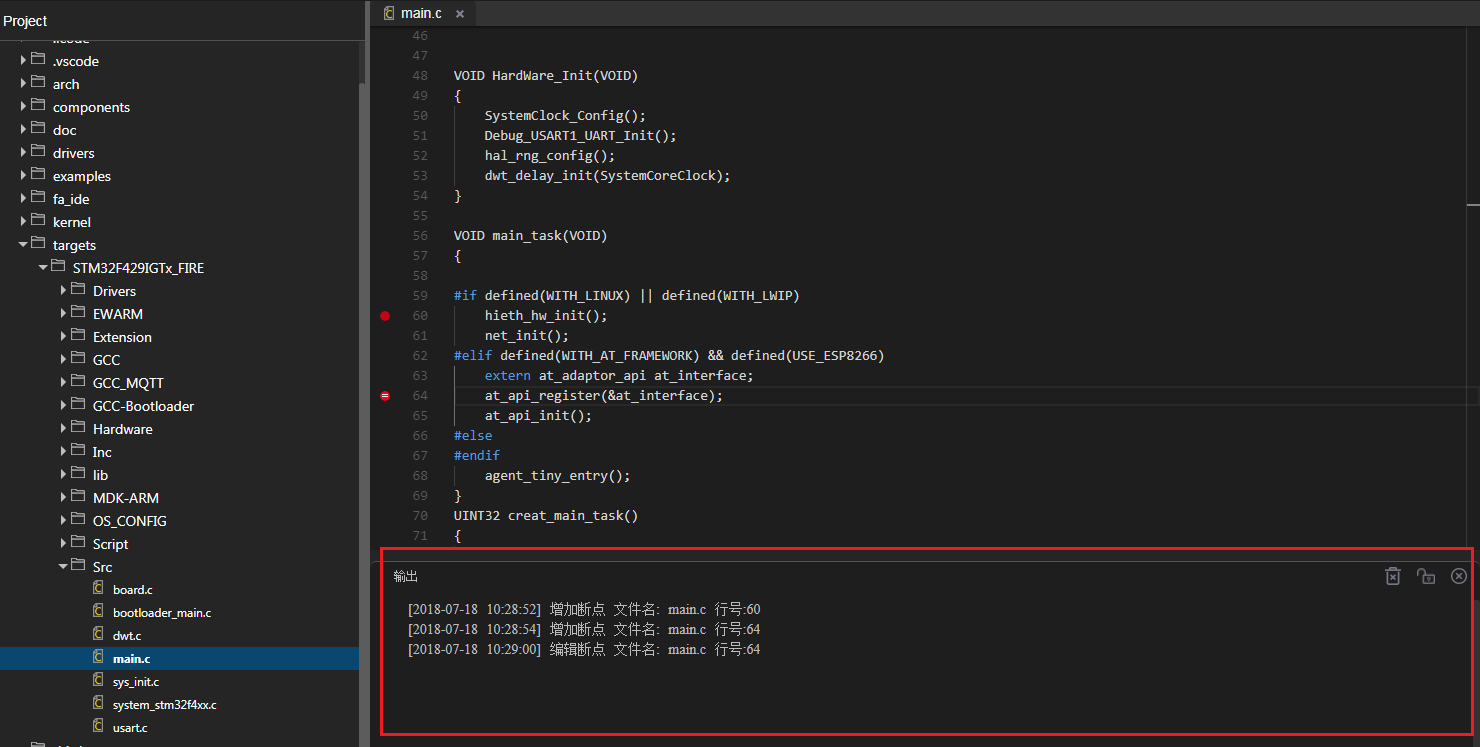 Project
.vscode
arch
components
doc
drivers
examples
fa_ide
kernel
targets
STM32F429IGTx_FIRE
Drivers
EWARM
Extension
GCC
GCC_MQTT
GCC-Bootloader
Hardware
Inc
lib
MDK-ARM
OS_CONFIG
Script
Src
board.c
bootloader_main.c
dwt.c
main.c
sys_init.c
system_stm32f4xx.c
usart.c
main.c ×
46
47
48 VOID HardWare_Init(VOID)
49 {
50 SystemClock_Config();
51 Debug_USART1_UART_Init();
52 hal_rng_config();
53 dwt_delay_init(SystemCoreClock);
54 }
55
56 VOID main_task(VOID)
57 {
58
59 #if defined(WITH_LINUX) || defined(WITH_LWIP)
60 hieth_hw_init();
61 net_init();
62 #elif defined(WITH_AT_FRAMEWORK) && defined(USE_ESP8266)
63 extern at_adaptor_api at_interface;
64 at_api_register(&at_interface);
65 at_api_init();
66 #else
67 #endif
68 agent_tiny_entry();
69 }
70 UINT32 creat_main_task()
71 {
输出
[2018-07-18 10:28:52] 增加断点 文件名: main.c 行号:60
[2018-07-18 10:28:54] 增加断点 文件名: main.c 行号:64
[2018-07-18 10:29:00] 编辑断点 文件名: main.c 行号:64